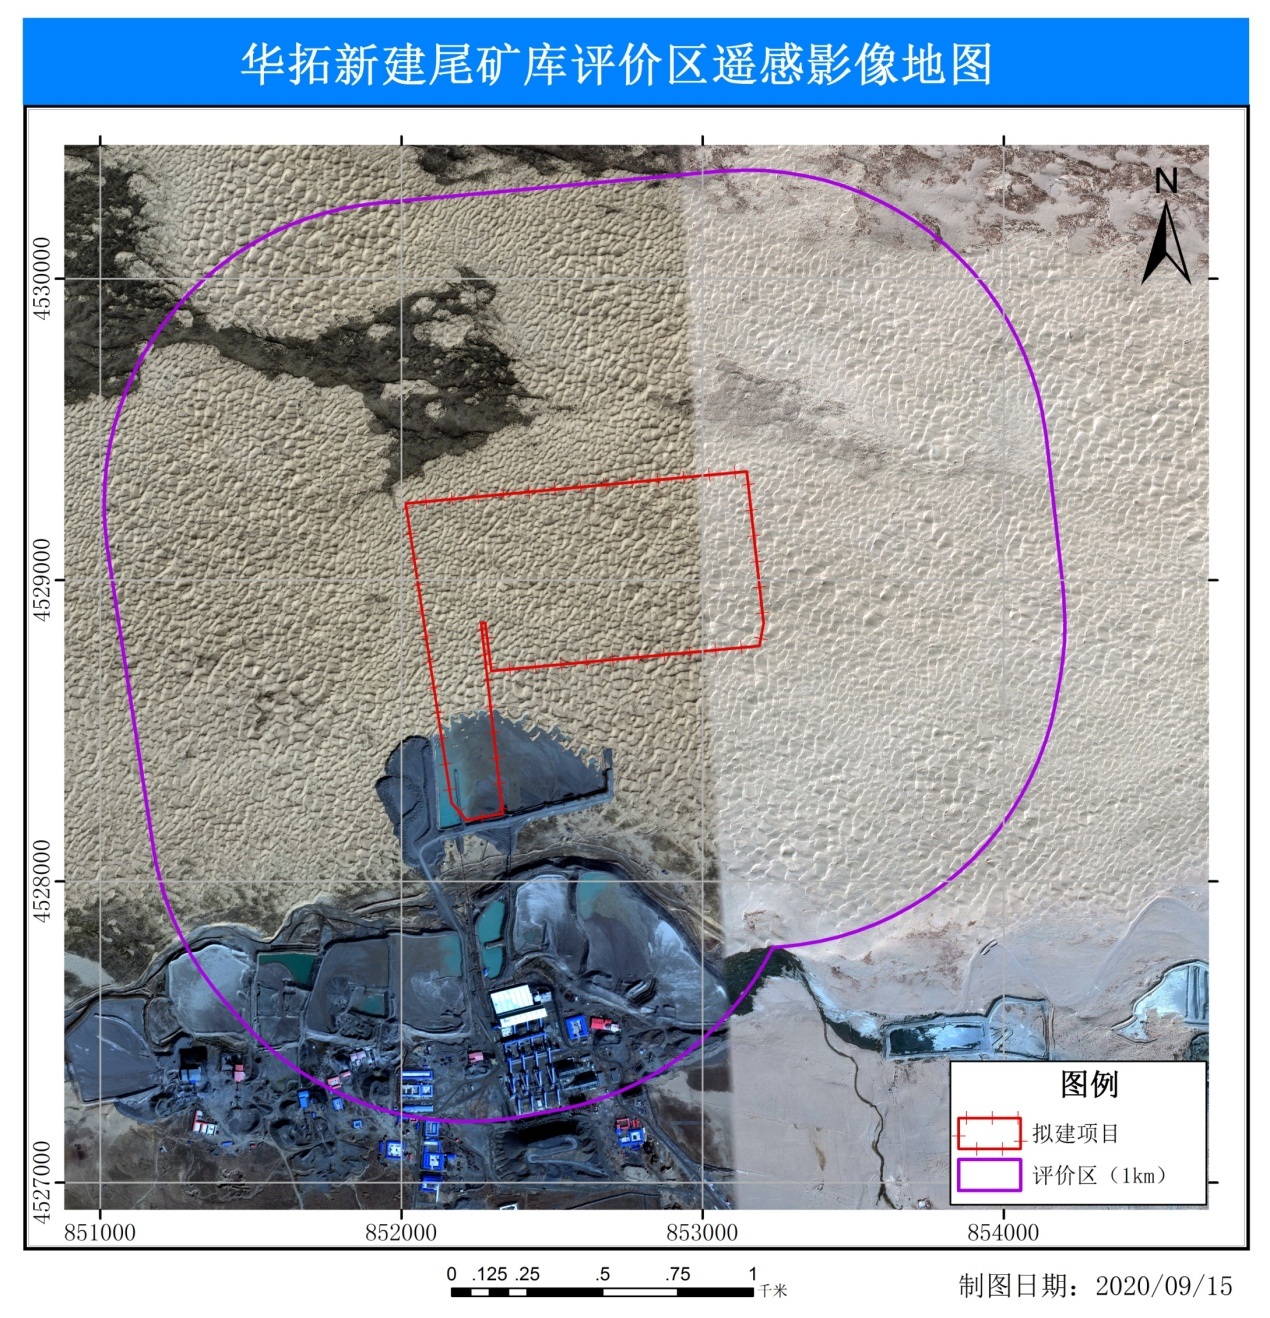 华拓新建尾矿库评价区遥感影像地图
N
4530000
4529000
4528000
4527000
851000 852000 853000 854000
图例
拟建项目
评价区（1km）
0 .125 .25 .5 .75 1
千米
制图日期：2020/09/15